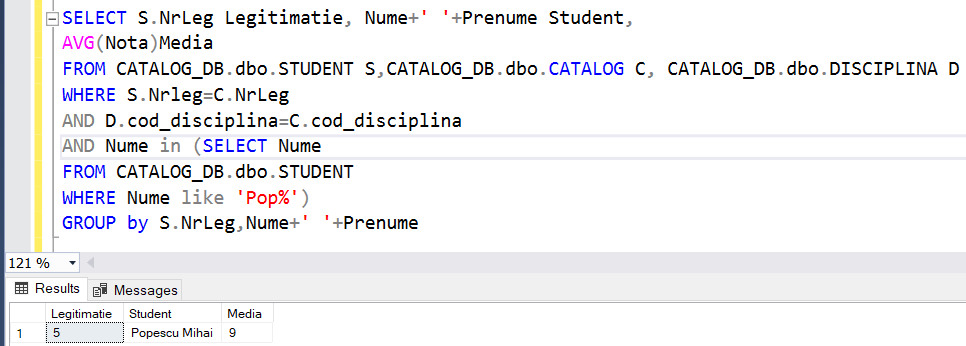 SELECT S.NrLeg Legitimatie, Nume+' '+Prenume Student,
AVG(Nota)Media
FROM CATALOG_DB.dbo.STUDENT S,CATALOG_DB.dbo.CATALOG C, CATALOG_DB.dbo.DISCIPLINA D
WHERE S.Nrleg=C.NrLeg
AND D.cod_disciplina=C.cod_disciplina
AND Nume in (SELECT Nume
FROM CATALOG_DB.dbo.STUDENT
WHERE Nume like 'Pop%')
GROUP by S.NrLeg,Nume+' '+Prenume
121 %
Results Messages
Legitimatie Student Media
1 5 Popescu Mihai 9